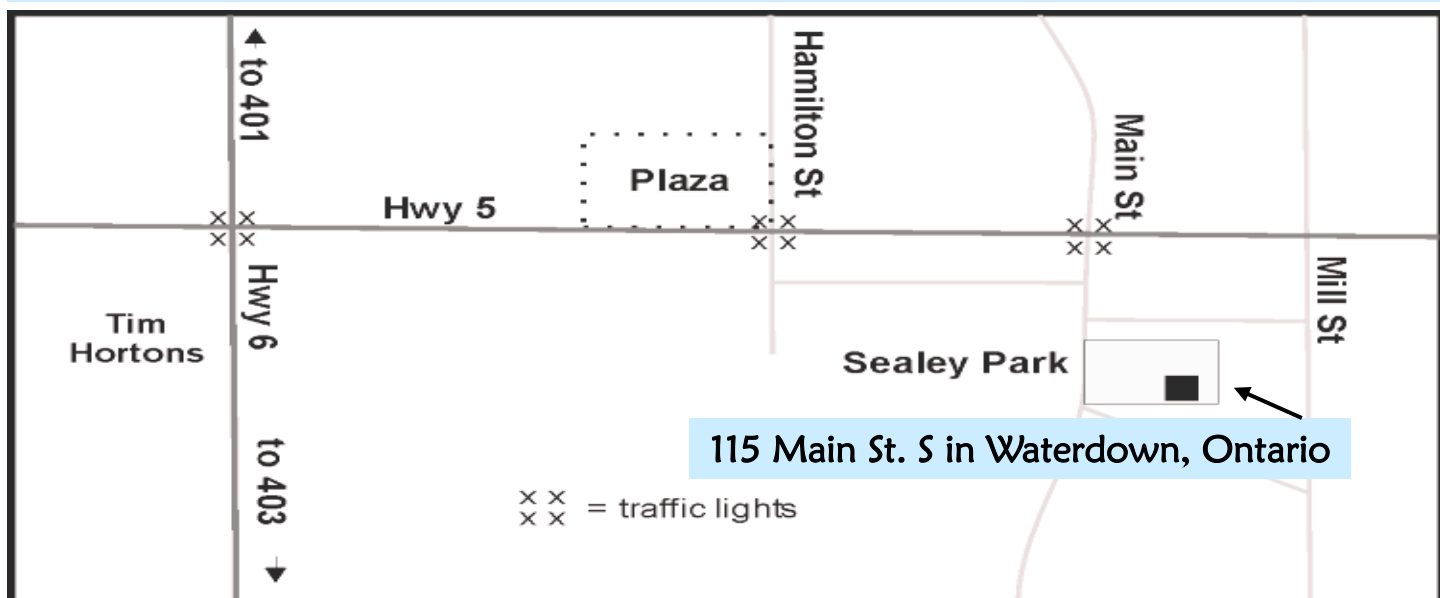 to 401
Hamilton St
Main St
Plaza
Hwy 5
Hwy 6
Mill St
Tim
Hortons
Sealey Park
115 Main St. S in Waterdown, Ontario
to 403
= traffic lights